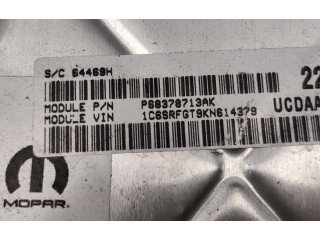 S/C 64469H
22
MODULE P/N P68378713AK
MODULE VIN 1C6SRFGT9KN614379
UCDAA
MOPAR